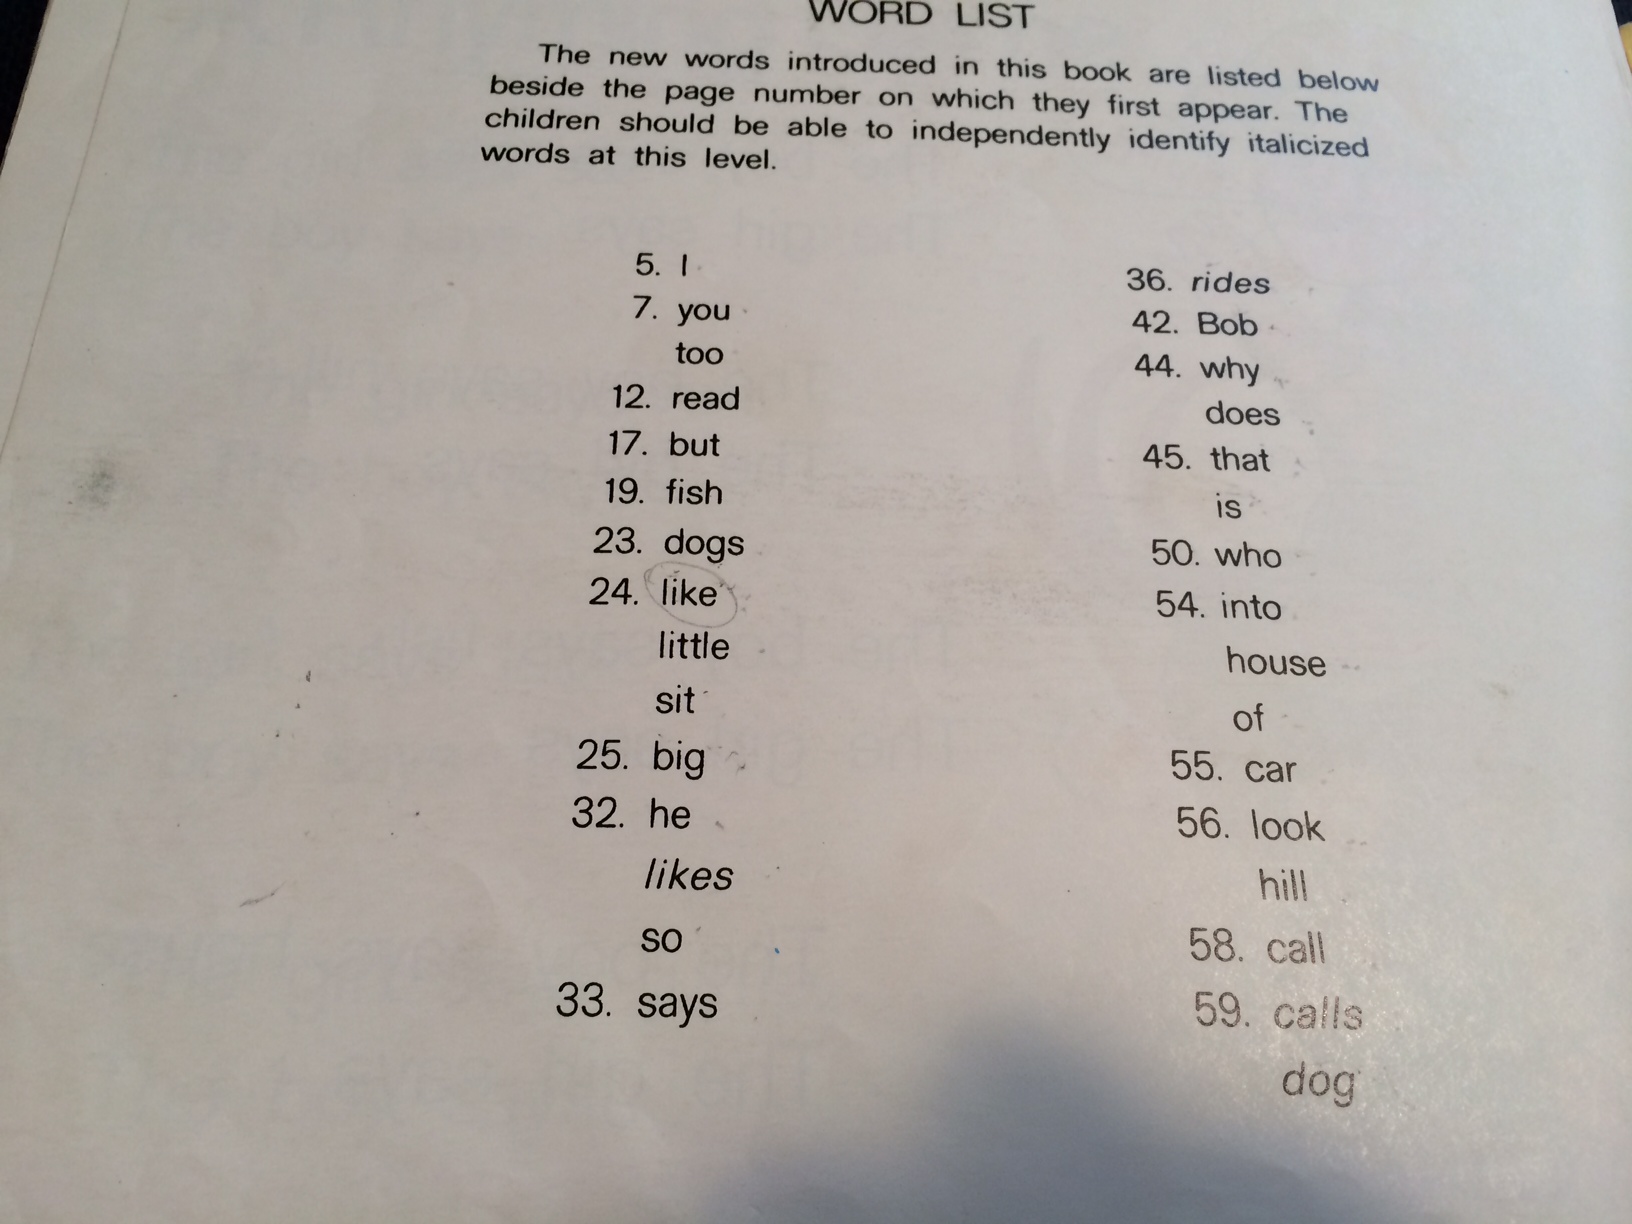 WORD LIST
The new words introduced in this book are listed below
beside the page number on which they first appear. The
children should be able to independently identify italicized
words at this level.
5. I
7. you
too
12. read
17. but
19. fish
23. dogs
24. like
little
sit
25. big
32. he
likes
so
33. says
36. rides
42. Bob
44. why
does
45. that
is
50. who
54. into
house
of
55. car
56. look
hill
58. call
59. calls
dog